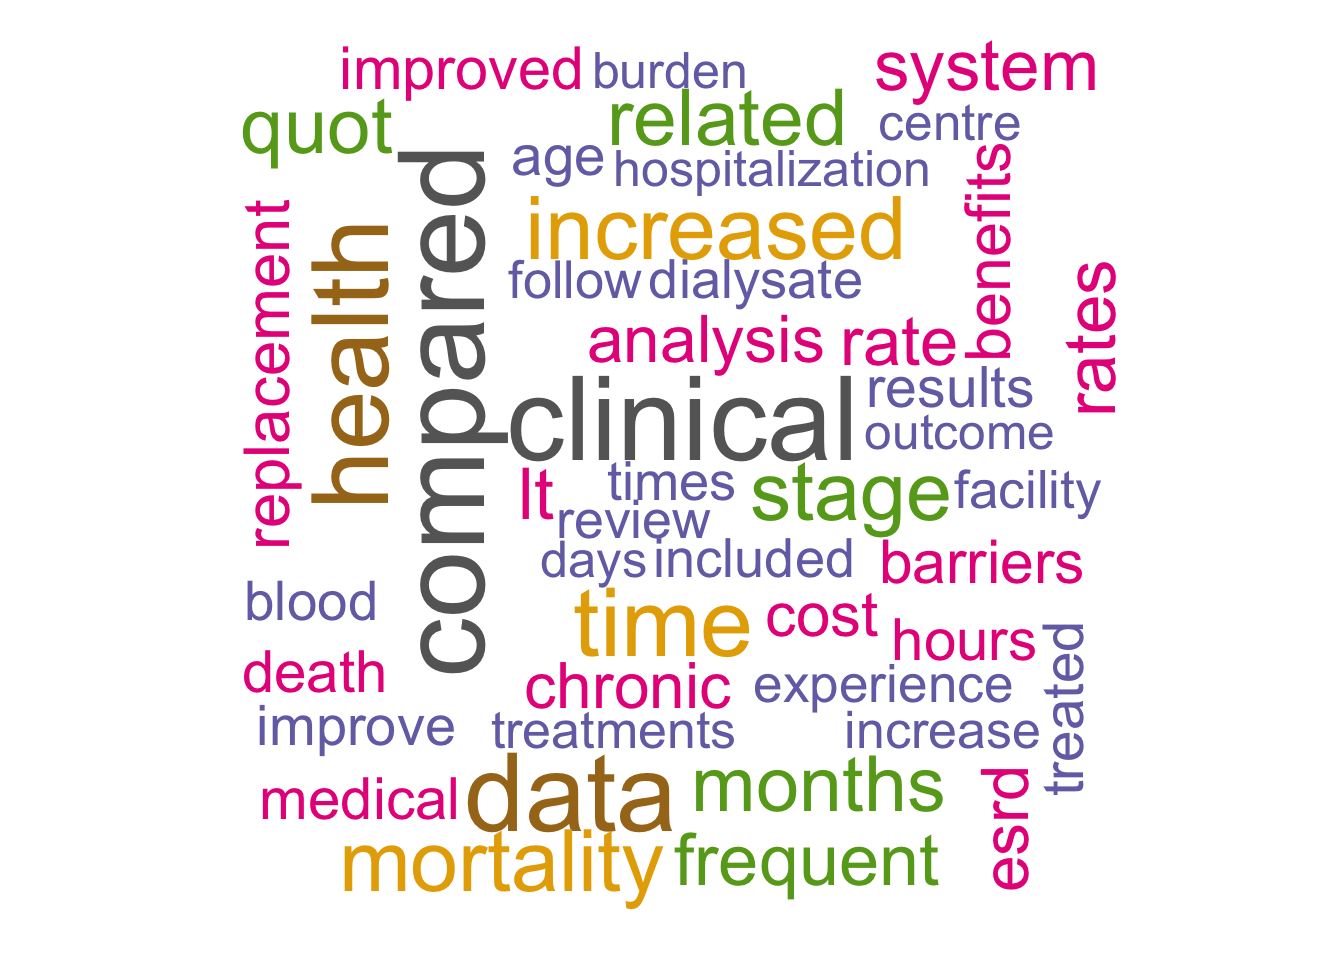 improved
burden
system
quot
related
centre
age
hospitalization
compared
benefits
increased
replacement
health
follow
dialysate
rates
analysis
rate
clinical
results
outcome
lt
times
stage
facility
review
days
included
barriers
blood
time
cost
hours
death
chronic
experience
treated
improve
treatments
increase
medical
data
months
esrd
mortality
frequent